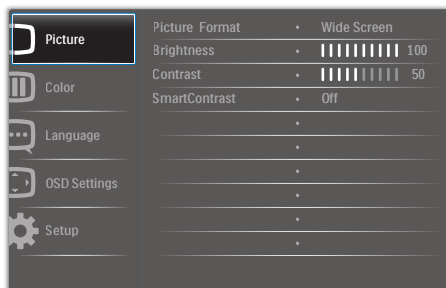 Picture
Color
Language
OSD Settings
Setup
Picture Format • Wide Screen
Brightness • 100
Contrast • 50
SmartContrast • Off
•
•
•
•
•
•